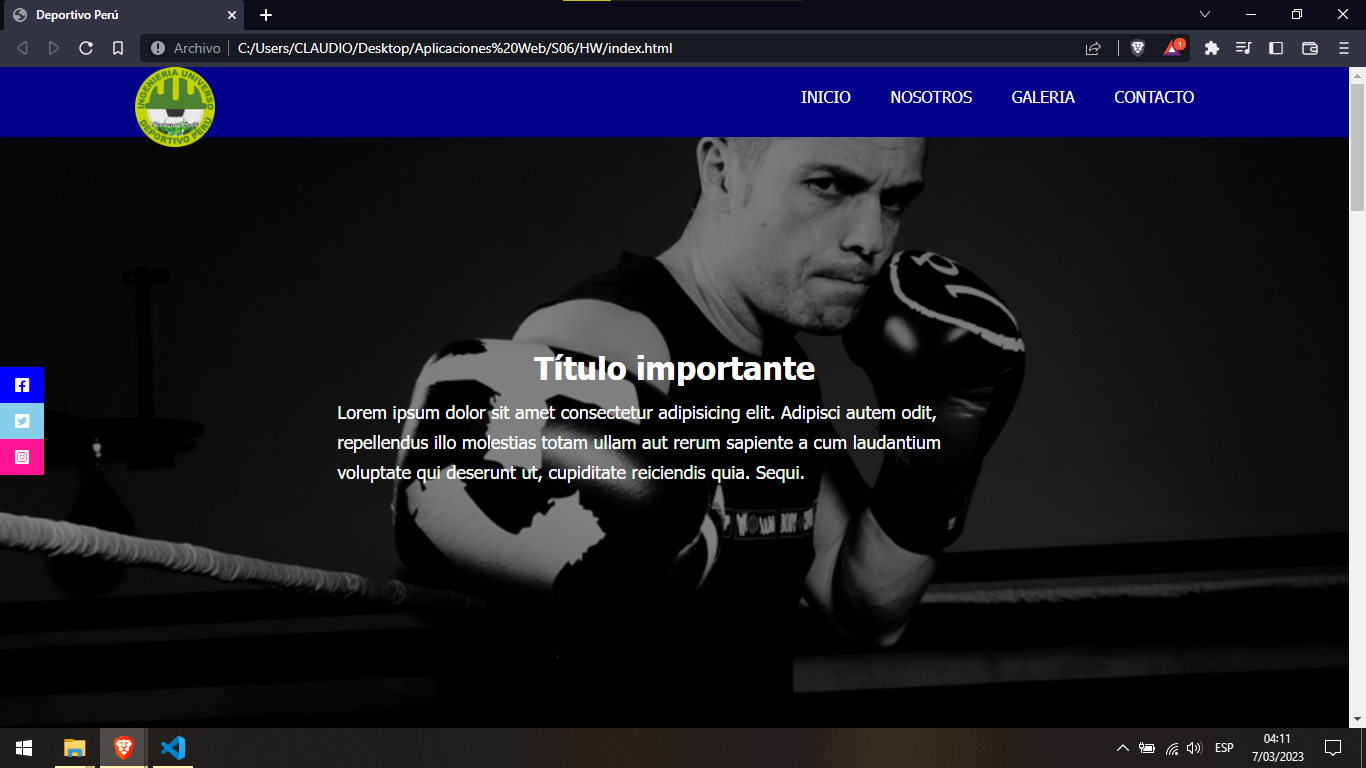 Deportivo Perú
Archivo
C:/Users/CLAUDIO/Desktop/Aplicaciones%20Web/S06/HW/index.html
1
INGENIERIA UNIVERSO
DEPORTIVO PERÚ
INICIO NOSOTROS GALERIA CONTACTO
Título importante
Lorem ipsum dolor sit amet consectetur adipisicing elit. Adipisci autem odit,
repellendus illo molestias totam ullam aut rerum sapiente a cum laudantium
voluptate qui deserunt ut, cupiditate reiciendis quia. Sequi.
ESP
04:11
7/03/2023